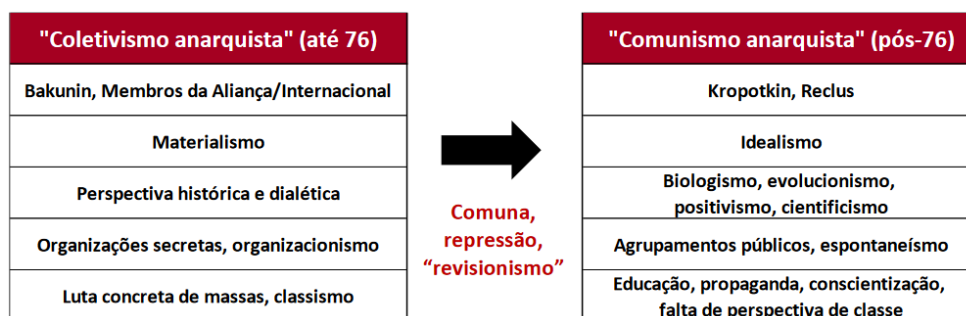 "Coletivismo anarquista" (até 76)
Bakunin, Membros da Aliança/Internacional
Materialismo
Perspectiva histórica e dialética
Organizações secretas, organizacionismo
Luta concreta de massas, classismo
Comuna,
repressão,
“revisionismo”
"Comunismo anarquista" (pós-76)
Kropotkin, Reclus
Idealismo
Biologismo, evolucionismo,
positivismo, cientificismo
Agrupamentos públicos, espontaneísmo
Educação, propaganda, conscientização,
falta de perspectiva de classe